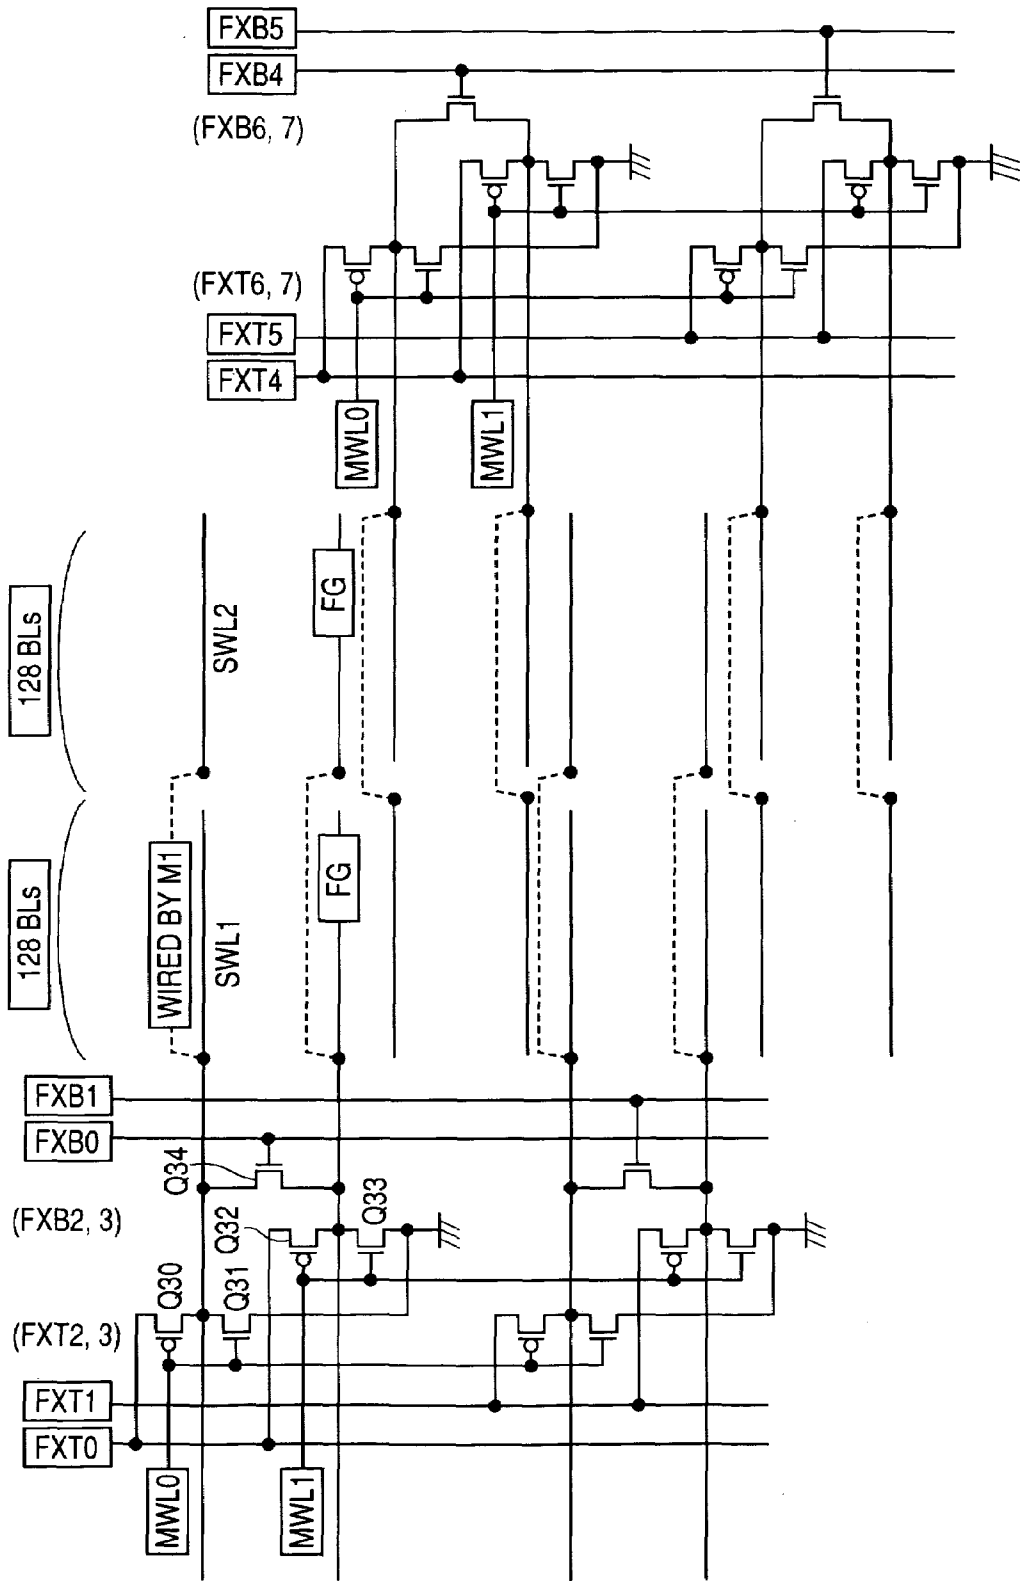 FXB5
FXB4
(FXB6, 7)
(FXT6, 7)
FXT5
FXT4
MWL0
MWL1
128 BLs
FG
SWL2
128 BLs
WIRED BY M1
FG
SWL1
FXB1
FXB0
Q34
(FXB2, 3)
Q32
Q33
Q30
Q31
(FXT2, 3)
FXT1
FXT0
MWL0
MWL1